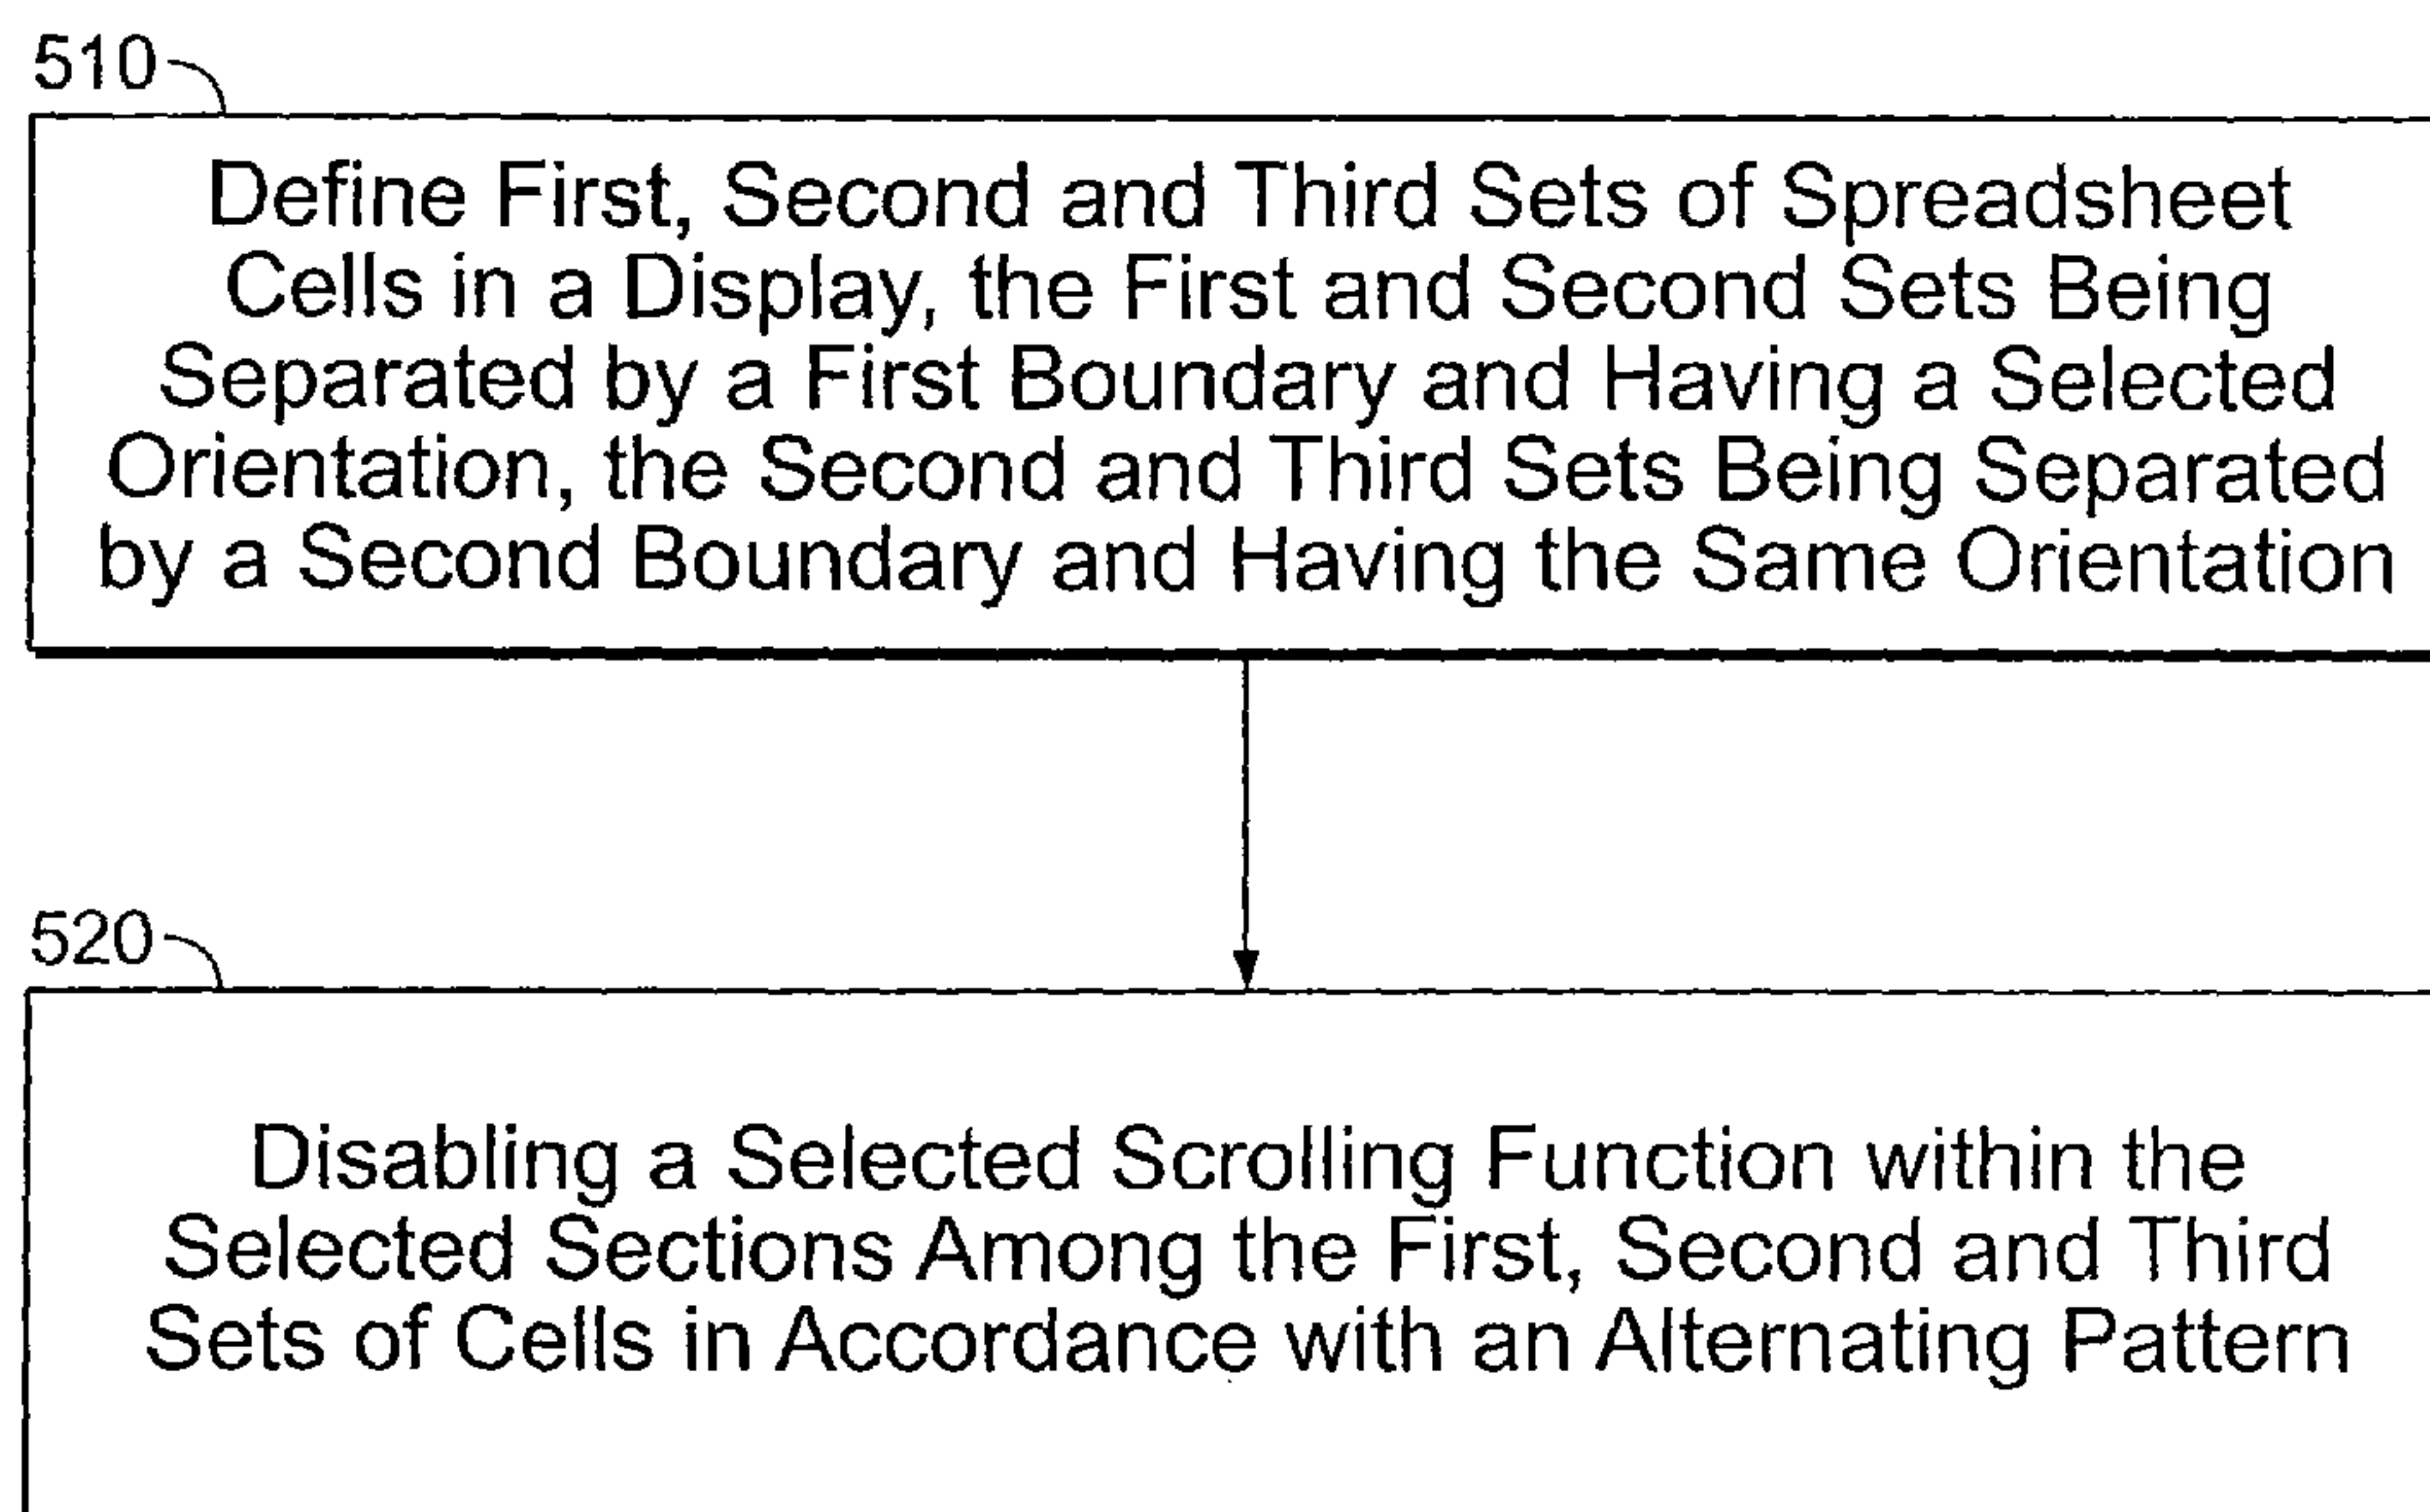 510
Define First, Second and Third Sets of Spreadsheet
Cells in a Display, the First and Second Sets Being
Separated by a First Boundary and Having a Selected
Orientation, the Second and Third Sets Being Separated
by a Second Boundary and Having the Same Orientation
520
Disabling a Selected Scrolling Function within the
Selected Sections Among the First, Second and Third
Sets of Cells in Accordance with an Alternating Pattern